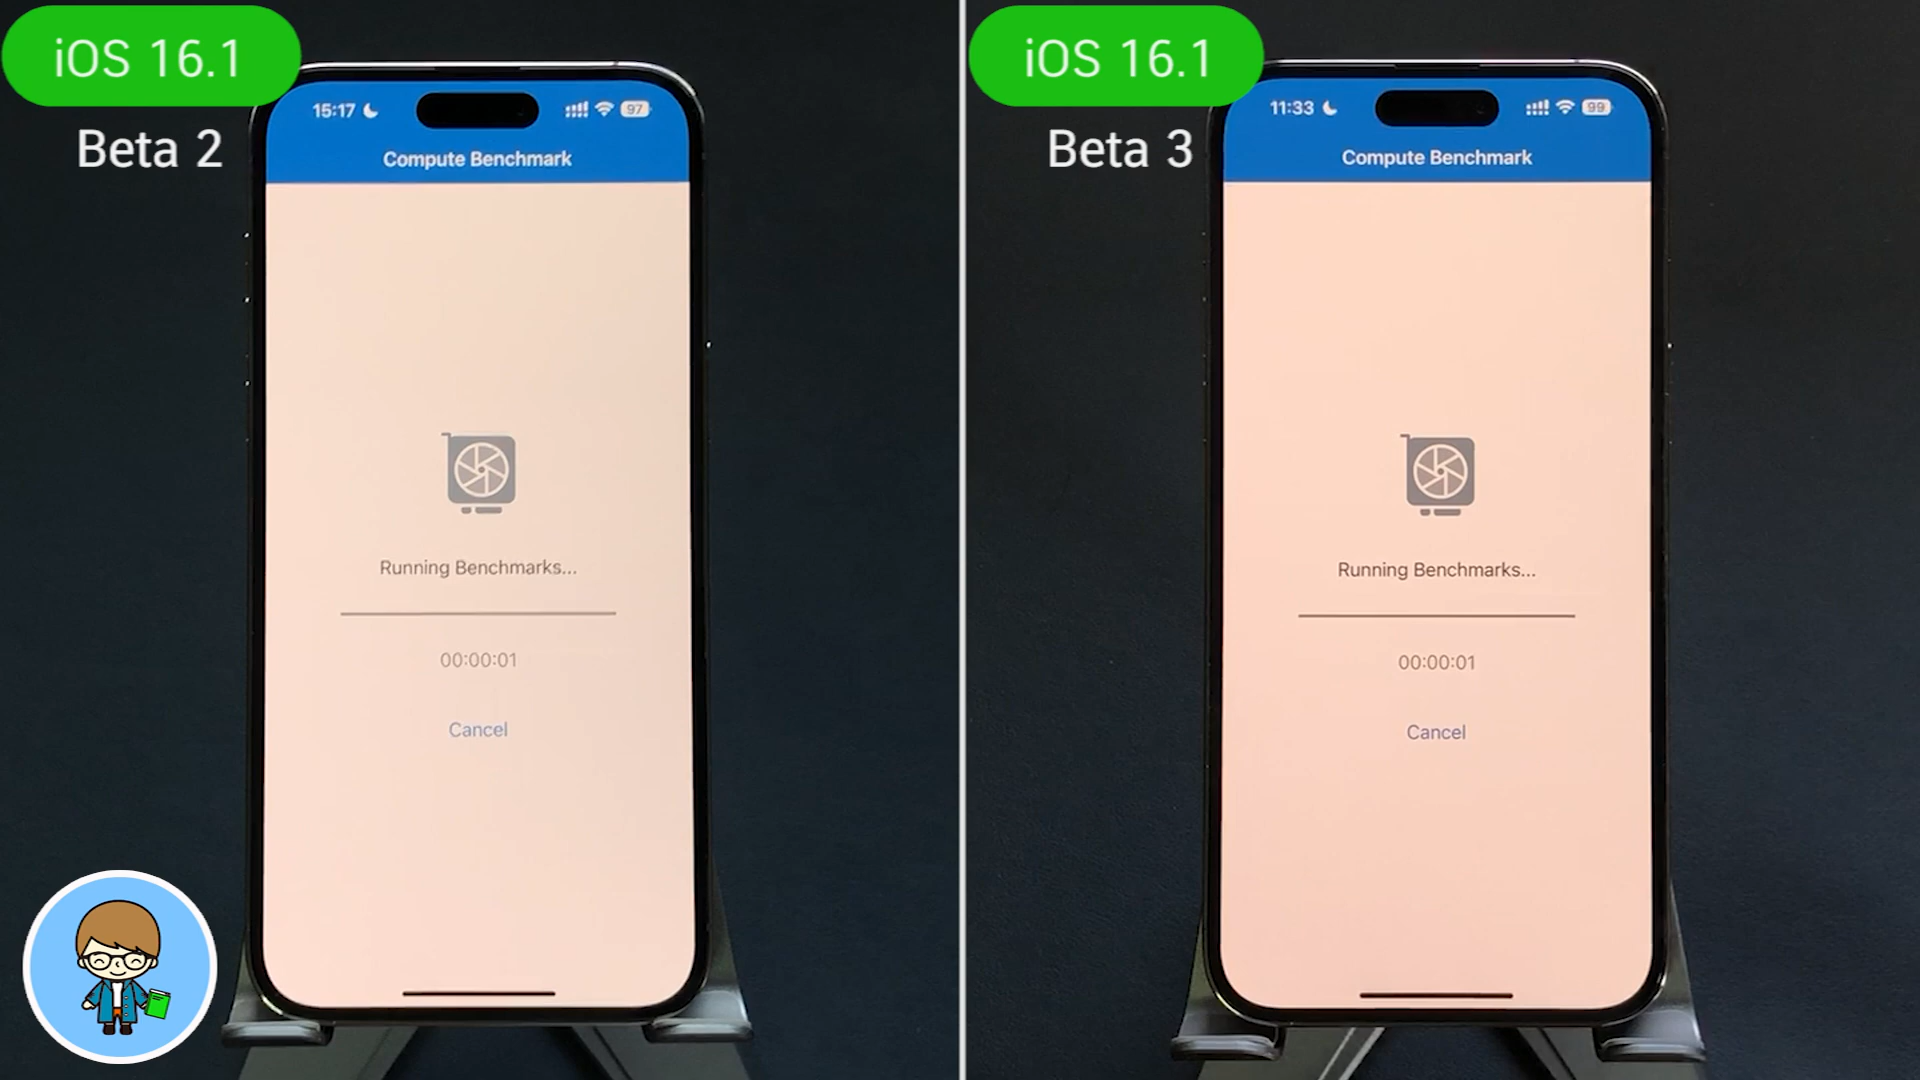 iOS 16.1
Beta 2
15:17
97
Compute Benchmark
Running Benchmarks...
00:00:01
Cancel
iOS 16.1
Beta 3
11:33
99
Compute Benchmark
Running Benchmarks...
00:00:01
Cancel